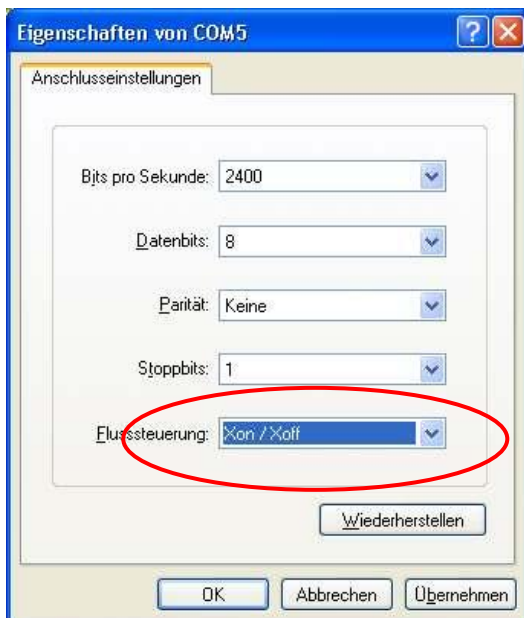 Eigenschaften von COM5
Anschlusseinstellungen
Bits pro Sekunde: 2400
Datenbits: 8
Parität: Keine
Stoppbits: 1
Flusssteuerung: Xon / Xoff
Wiederherstellen
OK Abbrechen Übernehmen